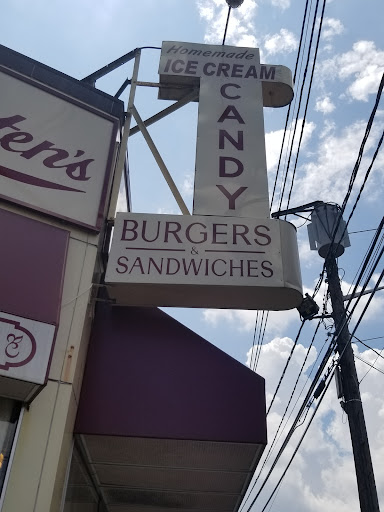 Homemade
ICE CREAM
CANDY
BURGERS
&
SANDWICHES
ten's